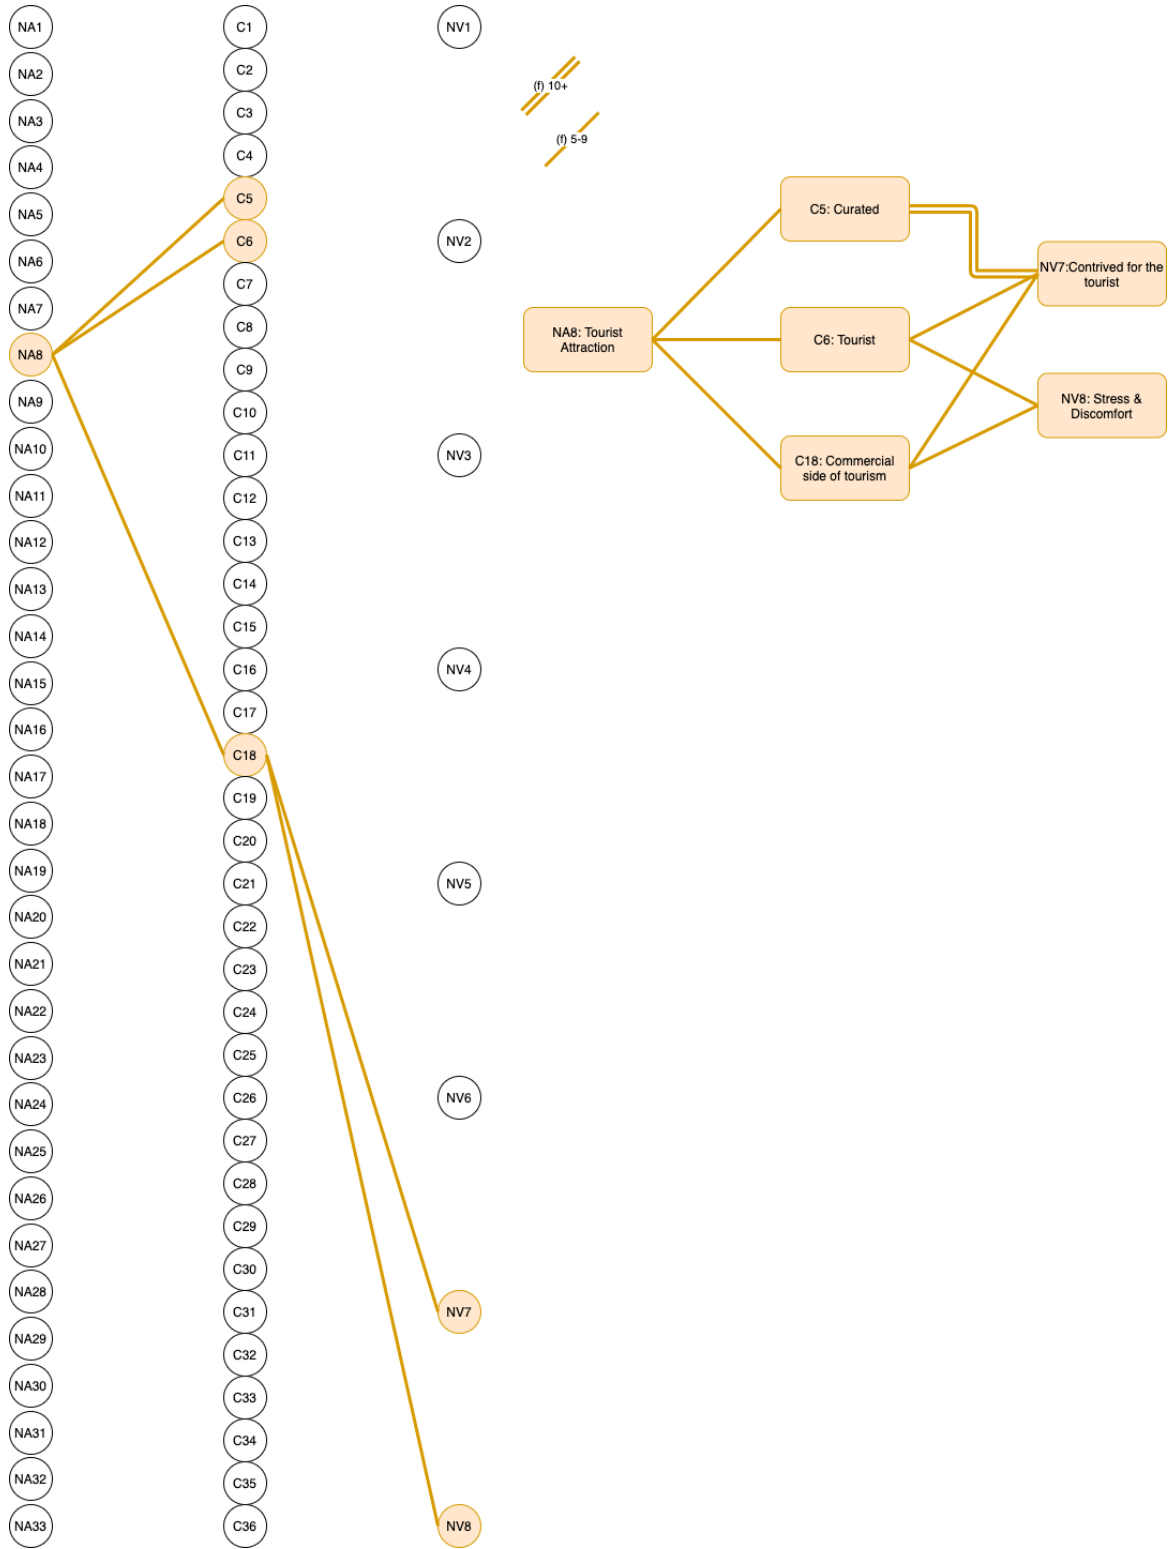 NA1
NA2
NA3
NA4
NA5
NA6
NA7
NA8
NA9
NA10
NA11
NA12
NA13
NA14
NA15
NA16
NA17
NA18
NA19
NA20
NA21
NA22
NA23
NA24
NA25
NA26
NA27
NA28
NA29
NA30
NA31
NA32
NA33
C1
C2
C3
C4
C5
C6
C7
C8
C9
C10
C11
C12
C13
C14
C15
C16
C17
C18
C19
C20
C21
C22
C23
C24
C25
C26
C27
C28
C29
C30
C31
C32
C33
C34
C35
C36
NV1
NV2
NV3
NV4
NV5
NV6
NV7
NV8
(f) 10+
(f) 5-9
NA8: Tourist
Attraction
C5: Curated
C6: Tourist
C18: Commercial
side of tourism
NV7:Contrived for the
tourist
NV8: Stress &
Discomfort